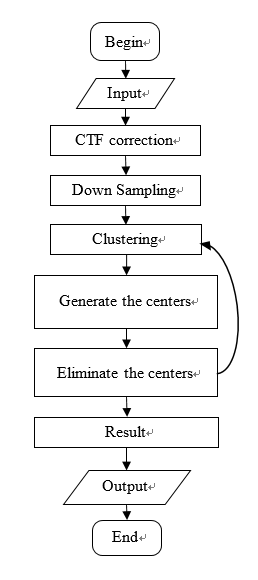 Begin
Input
CTF correction
Down Sampling
Clustering
Generate the centers
Eliminate the centers
Result
Output
End